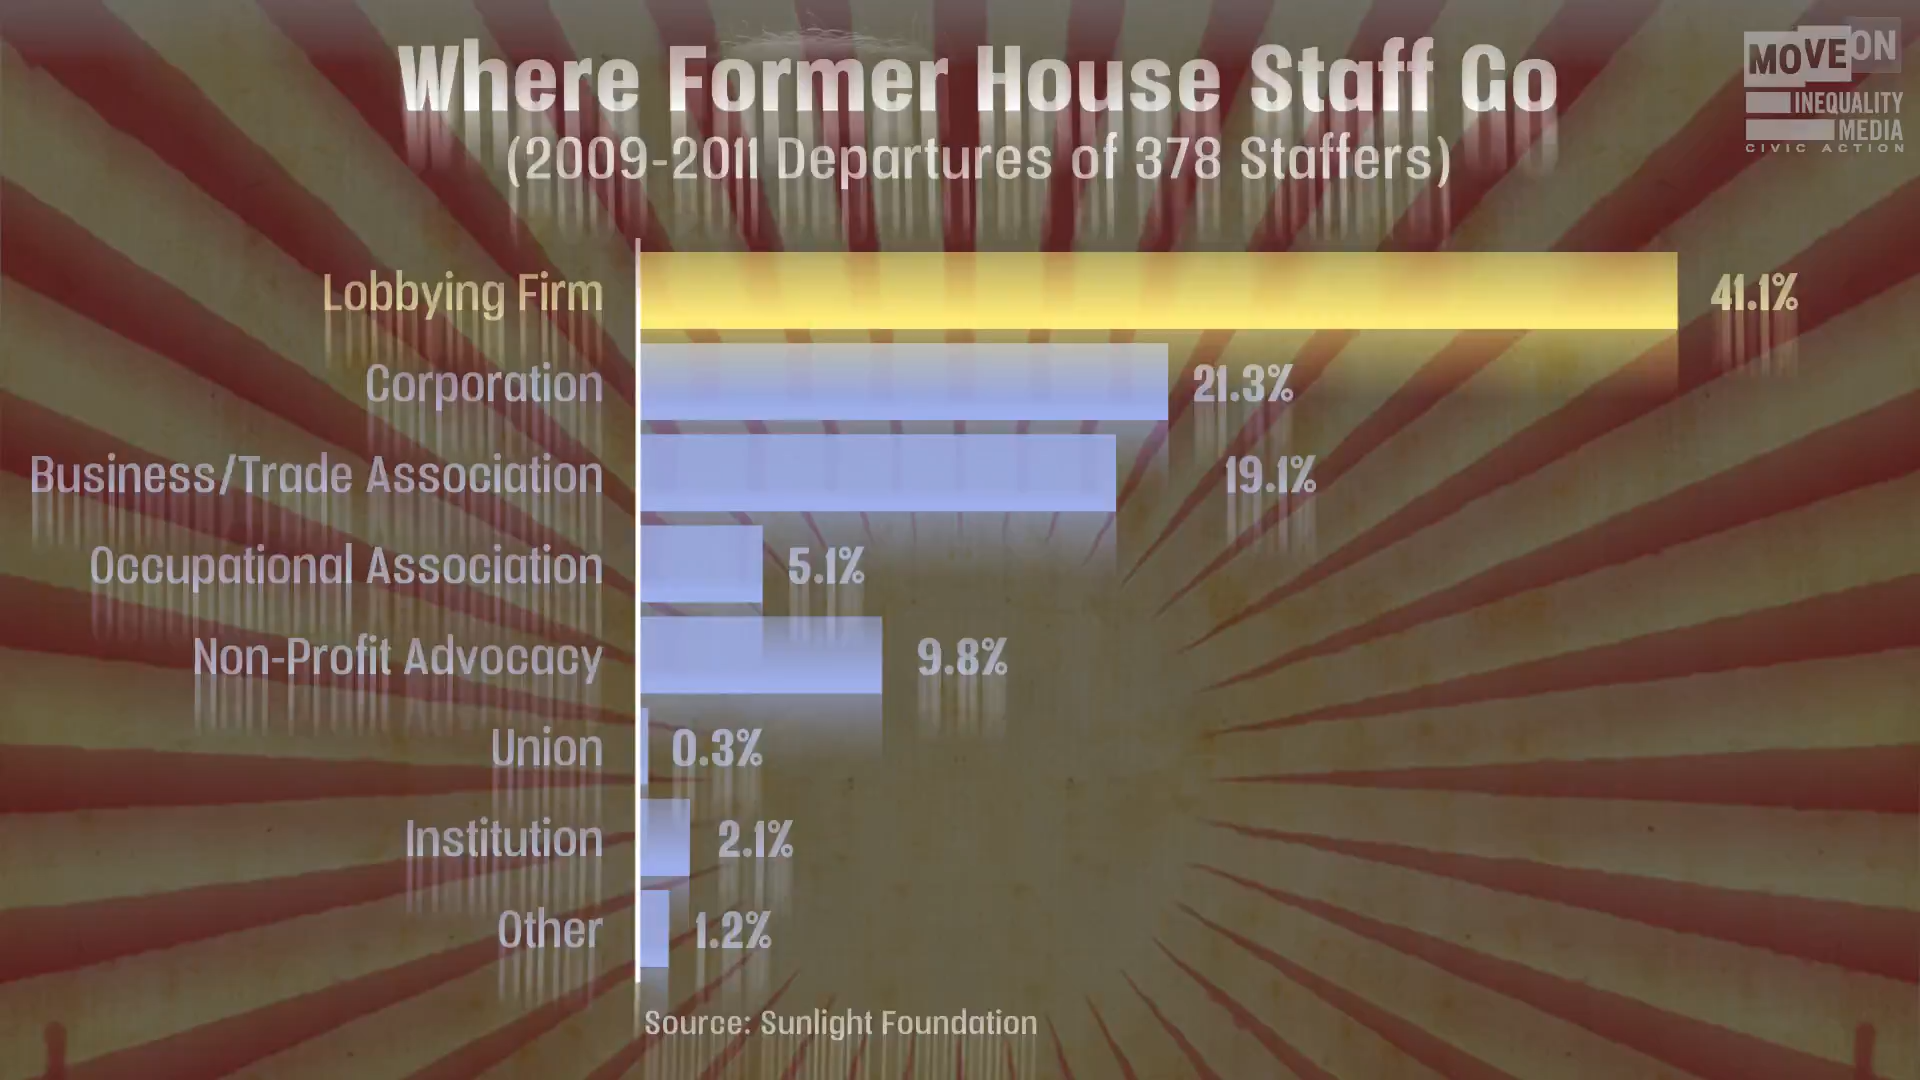 Where Former House Staff Go
(2009-2011 Departures of 378 Staffers)
MOVEON
INEQUALITY
MEDIA
CIVIC ACTION
Lobbying Firm 41.1%
Corporation 21.3%
Business/Trade Association 19.1%
Occupational Association 5.1%
Non-Profit Advocacy 9.8%
Union 0.3%
Institution 2.1%
Other 1.2%
Source: Sunlight Foundation